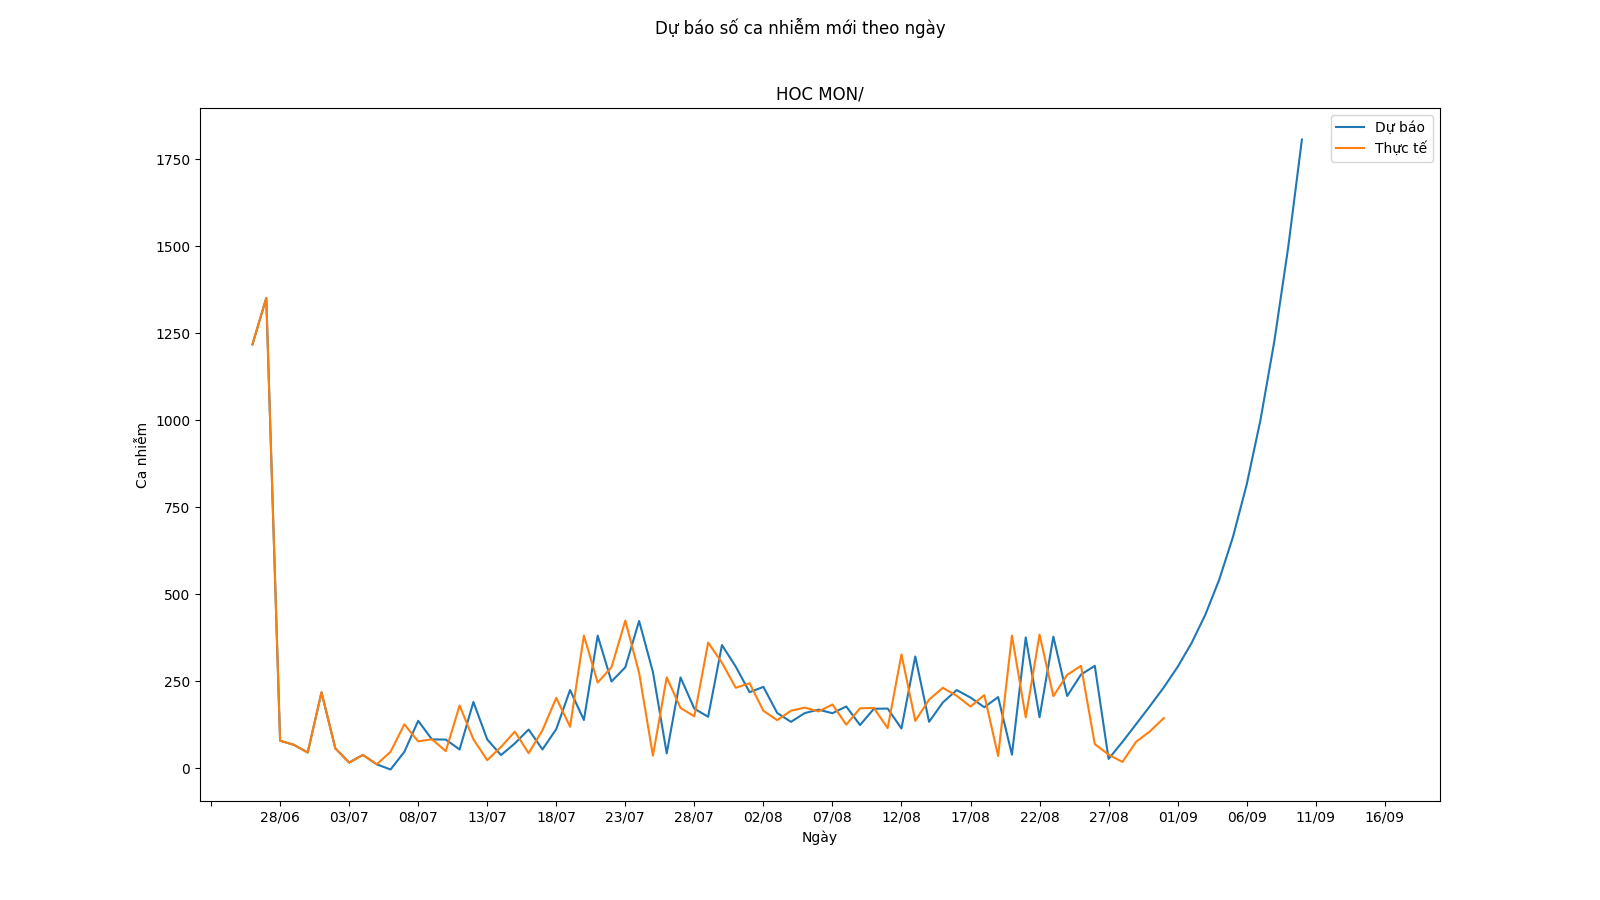 Dự báo số ca nhiễm mới theo ngày
HOC MON/
Dự báo
Thực tế
1750
1500
1250
1000
750
500
250
0
Ca nhiễm
28/06 03/07 08/07 13/07 18/07 23/07 28/07 02/08 07/08 12/08 17/08 22/08 27/08 01/09 06/09 11/09 16/09
Ngày